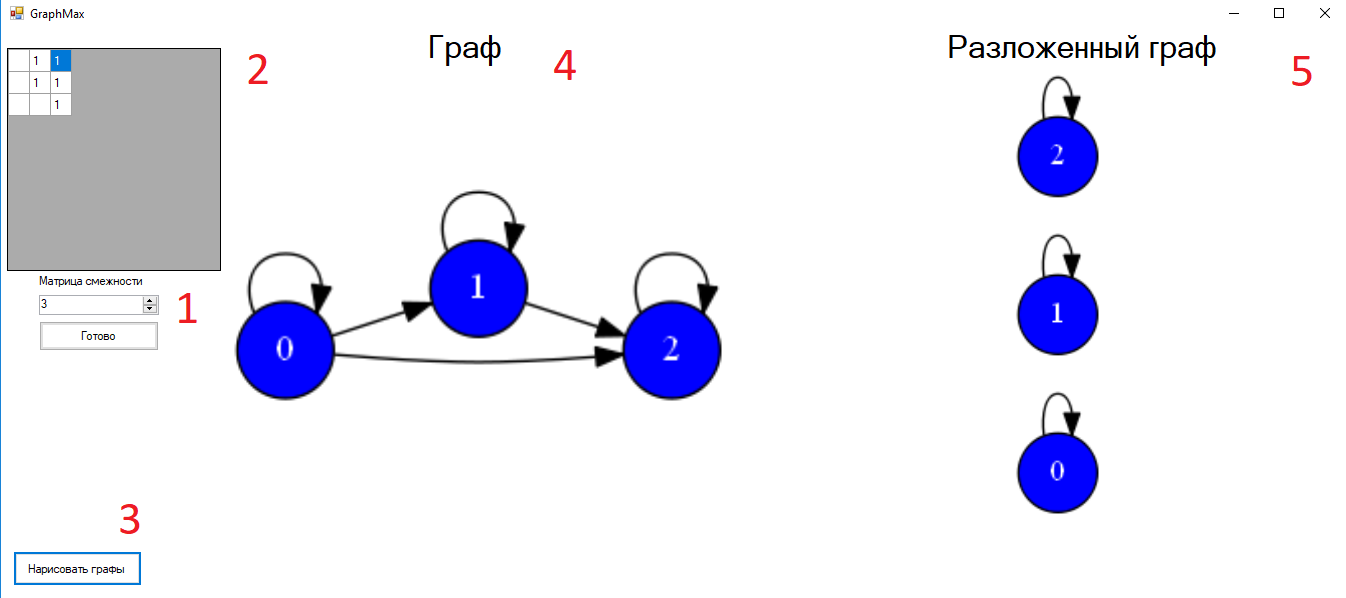 GraphMax
1 1
1 1
1
2
Граф
4
Разложенный граф
5
Матрица смежности
3
1
Готово
0
1
2
2
1
0
3
Нарисовать графы